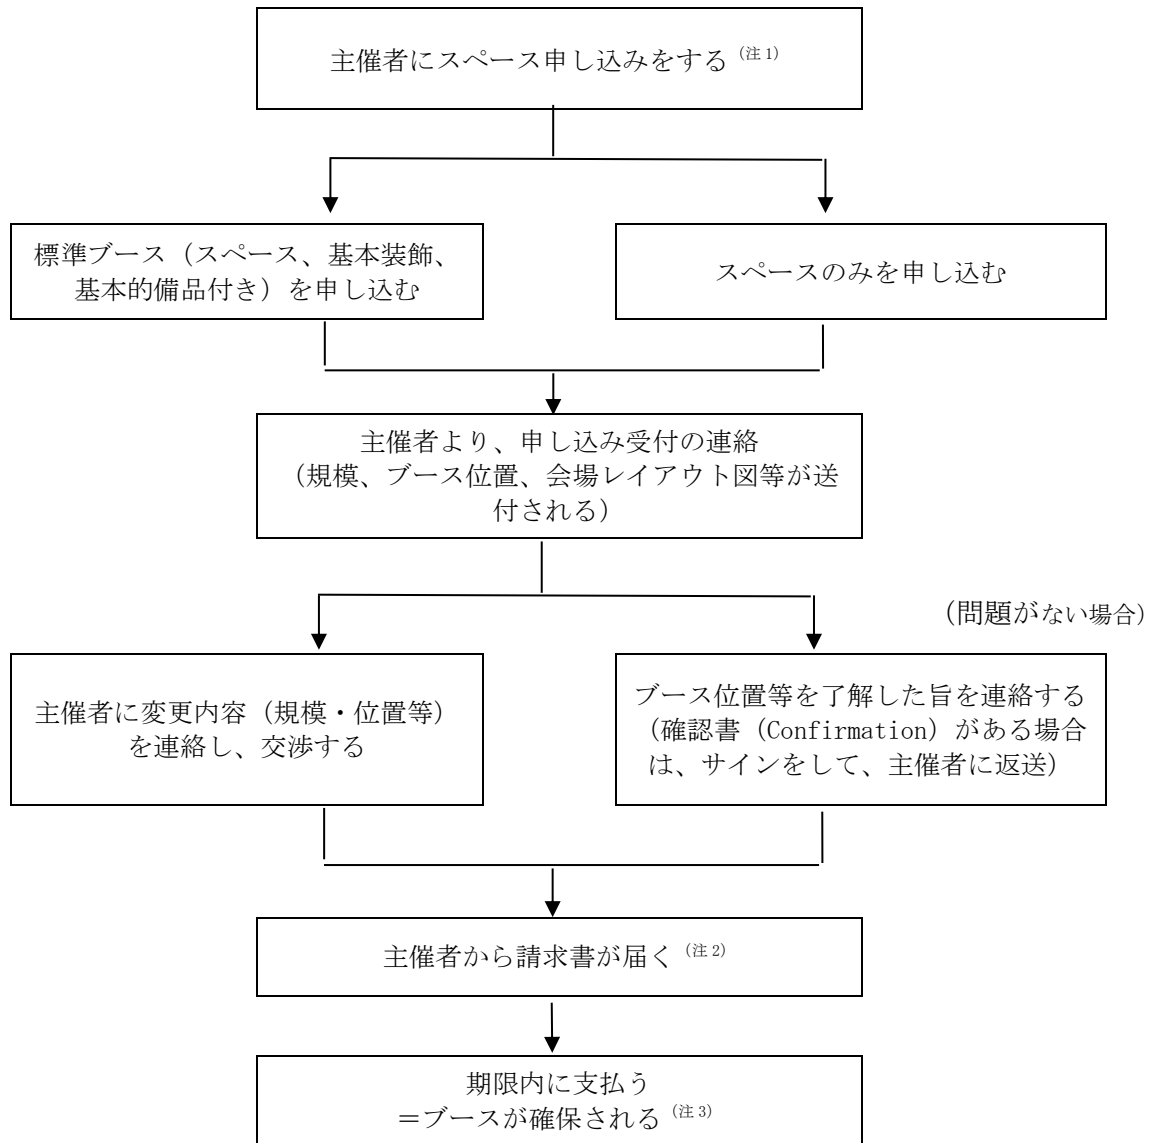 主催者にスペース申し込みをする（注1）
標準ブース（スペース、基本装飾、
基本的備品付き）を申し込む
スペースのみを申し込む
主催者より、申し込み受付の連絡
（規模、ブース位置、会場レイアウト図等が送
付される）
（問題がない場合）
主催者に変更内容（規模・位置等）
を連絡し、交渉する
ブース位置等を了解した旨を連絡する
（確認書（Confirmation）がある場合
は、サインをして、主催者に返送）
主催者から請求書が届く（注2）
期限内に支払う
＝ブースが確保される（注3）